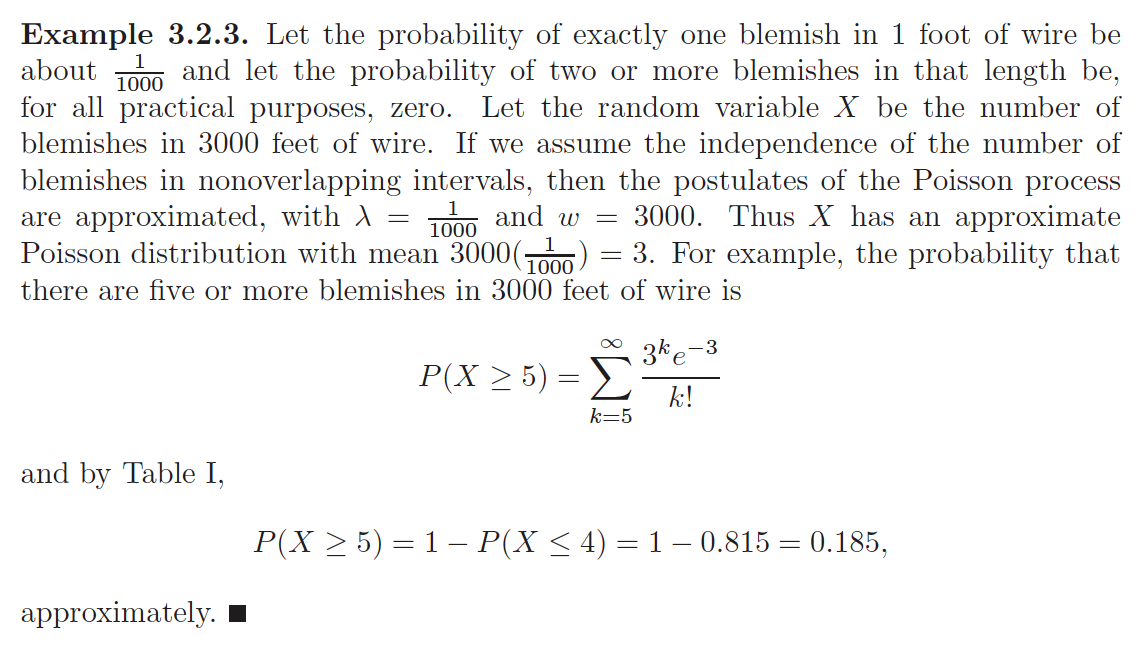 Example 3.2.3. Let the probability of exactly one blemish in 1 foot of wire be
about $\frac{1}{1000}$ and let the probability of two or more blemishes in that length be,
for all practical purposes, zero. Let the random variable $X$ be the number of
blemishes in 3000 feet of wire. If we assume the independence of the number of
blemishes in nonoverlapping intervals, then the postulates of the Poisson process
are approximated, with $\lambda = \frac{1}{1000}$ and $w = 3000$. Thus $X$ has an approximate
Poisson distribution with mean $3000(\frac{1}{1000}) = 3$. For example, the probability that
there are five or more blemishes in 3000 feet of wire is
$P(X \geq 5) = \sum_{k=5}^{\infty} \frac{3^k e^{-3}}{k!}$
and by Table I,
$P(X \geq 5) = 1 - P(X \leq 4) = 1 - 0.815 = 0.185,$
approximately. ■